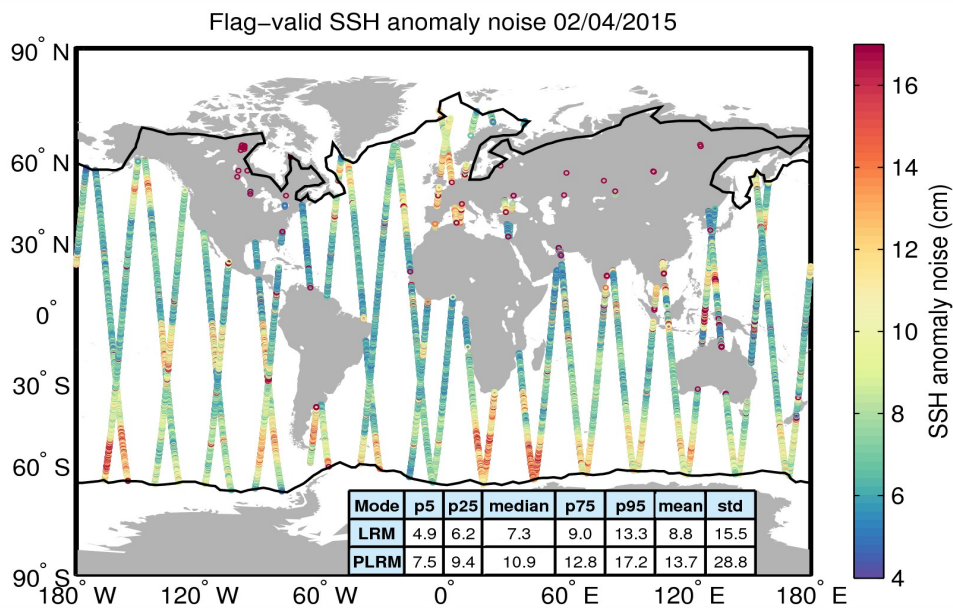 Flag−valid SSH anomaly noise 02/04/2015
90° N
60° N
30° N
0°
30° S
60° S
90° S
180° W
120° W
60° W
0°
60° E
120° E
180° E
Mode p5 p25 median p75 p95 mean std
LRM 4.9 6.2 7.3 9.0 13.3 8.8 15.5
PLRM 7.5 9.4 10.9 12.8 17.2 13.7 28.8
16
14
12
10
8
6
4
SSH anomaly noise (cm)